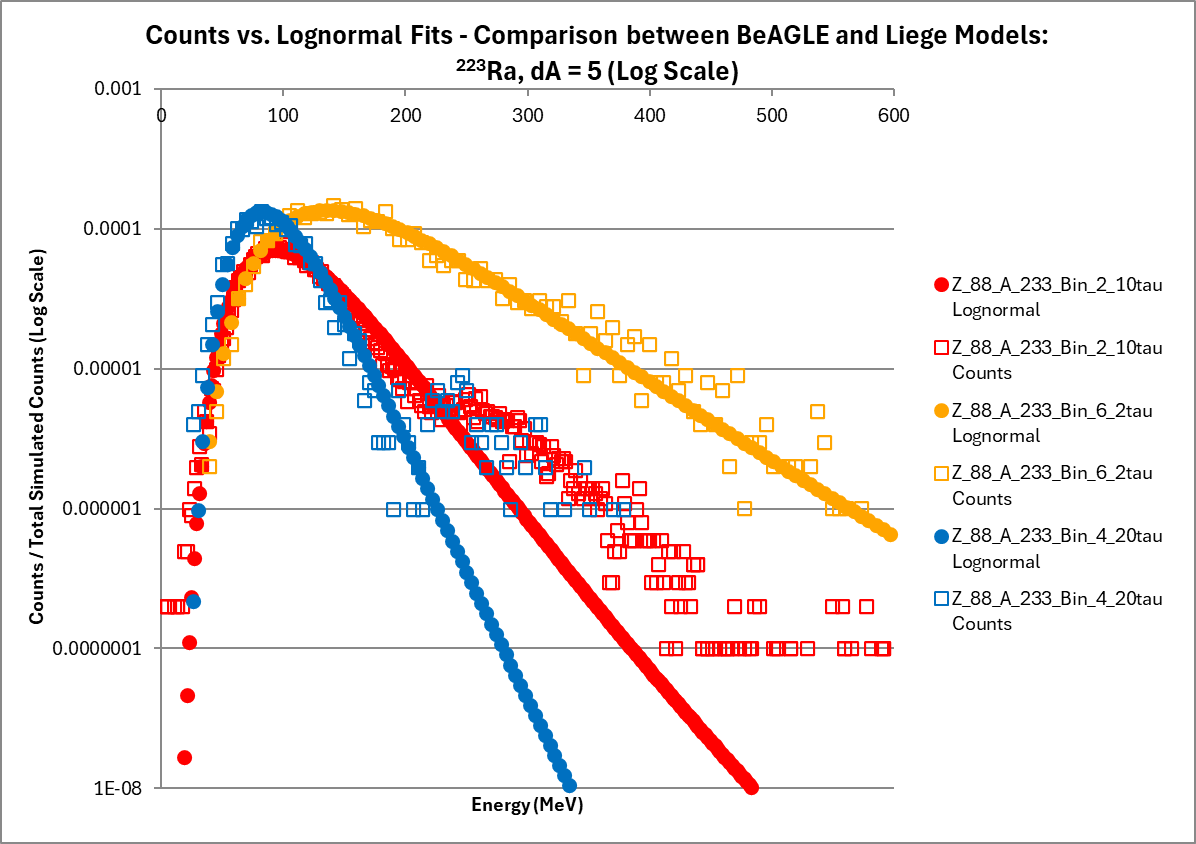 Counts vs. Lognormal Fits - Comparison between BeAGLE and Liege Models:
²²³Ra, dA = 5 (Log Scale)
0.001
0 100 200 300 400 500 600
0.0001
0.00001
0.000001
0.0000001
1E-08
Counts / Total Simulated Counts (Log Scale)
Energy (MeV)
Z_88_A_233_Bin_2_10tau
Lognormal
Z_88_A_233_Bin_2_10tau
Counts
Z_88_A_233_Bin_6_2tau
Lognormal
Z_88_A_233_Bin_6_2tau
Counts
Z_88_A_233_Bin_4_20tau
Lognormal
Z_88_A_233_Bin_4_20tau
Counts